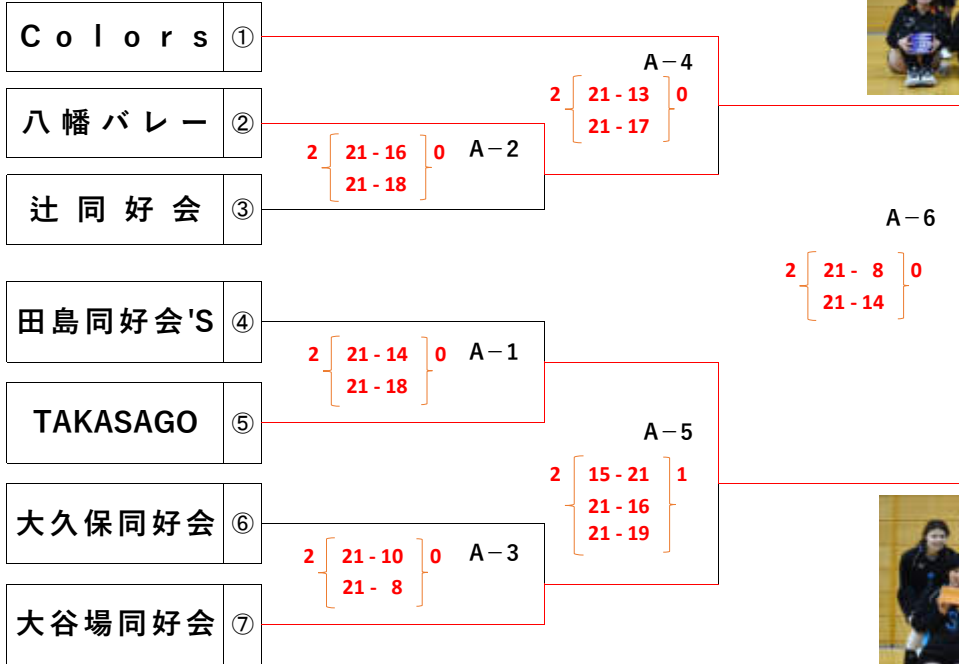 Colors ①
A－4
2 21 - 13 0
21 - 17
八幡バレー ②
2 21 - 16 0 A－2
21 - 18
辻同好会 ③
A－6
2 21 - 8 0
21 - 14
田島同好会'S ④
2 21 - 14 0 A－1
21 - 18
TAKASAGO ⑤
A－5
2 15 - 21 1
21 - 16
21 - 19
大久保同好会 ⑥
2 21 - 10 0 A－3
21 - 8
大谷場同好会 ⑦